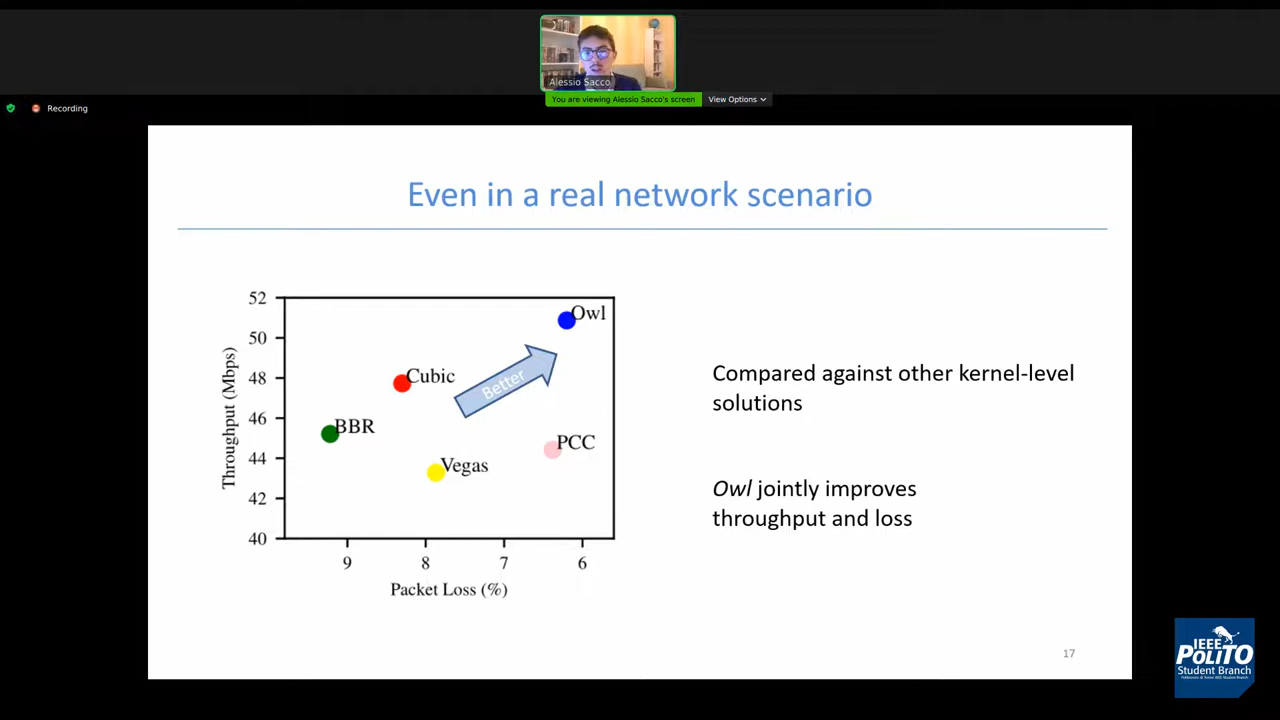 Alessio Sacco
You are viewing Alessio Sacco's screen
View Options
Recording
Even in a real network scenario
52
50
48
46
44
42
40
Throughput (Mbps)
Owl
Cubic
Better
BBR
PCC
Vegas
9
8
7
6
Packet Loss (%)
Compared against other kernel-level
solutions
Owl jointly improves
throughput and loss
17
IEEE
POLITO
Student Branch